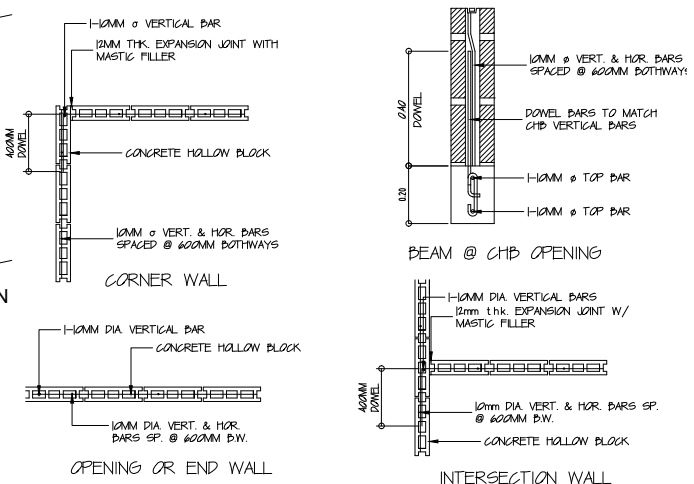 1-10MM σ VERTICAL BAR
12MM THK. EXPANSION JOINT WITH
MASTIC FILLER
400MM
DOWEL
CONCRETE HOLLOW BLOCK
10MM σ VERT. & HOR. BARS
SPACED @ 600MM BOTHWAYS
CORNER WALL
N
10MM ø VERT. & HOR. BARS
SPACED @ 600MM BOTHWAYS
0.40
DOWEL
DOWEL BARS TO MATCH
CHB VERTICAL BARS
0.20
1-10MM ø TOP BAR
1-10MM ø TOP BAR
BEAM @ CHB OPENING
1-10MM DIA. VERTICAL BAR
CONCRETE HOLLOW BLOCK
10MM DIA. VERT. & HOR.
BARS SP. @ 600MM B.W.
OPENING OR END WALL
1-10MM DIA. VERTICAL BARS
12mm thk. EXPANSION JOINT W/
MASTIC FILLER
400MM
DOWEL
10mm DIA. VERT. & HOR. BARS SP.
@ 600MM B.W.
CONCRETE HOLLOW BLOCK
INTERSECTION WALL